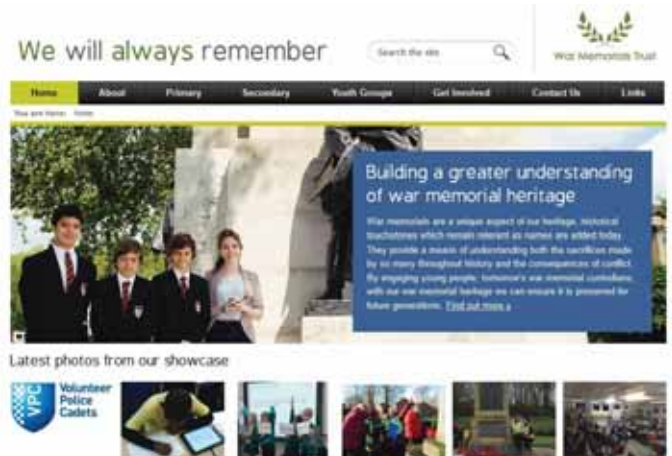 We will always remember
Search the site
War Memorials Trust
Home About Primary Secondary Youth Groups Get Involved Contact Us Links
You are Home: Home
Building a greater understanding
of war memorial heritage
War memorials are a unique aspect of our heritage, historical
touchstones which remain relevant as names are added today.
They provide a means of understanding both the sacrifices made
by so many throughout history and the consequences of conflict.
By engaging young people, tomorrow's war memorial custodians,
with our war memorial heritage we can ensure it is preserved for
future generations. Find out more »
Latest photos from our showcase
VPC
Volunteer
Police
Cadets